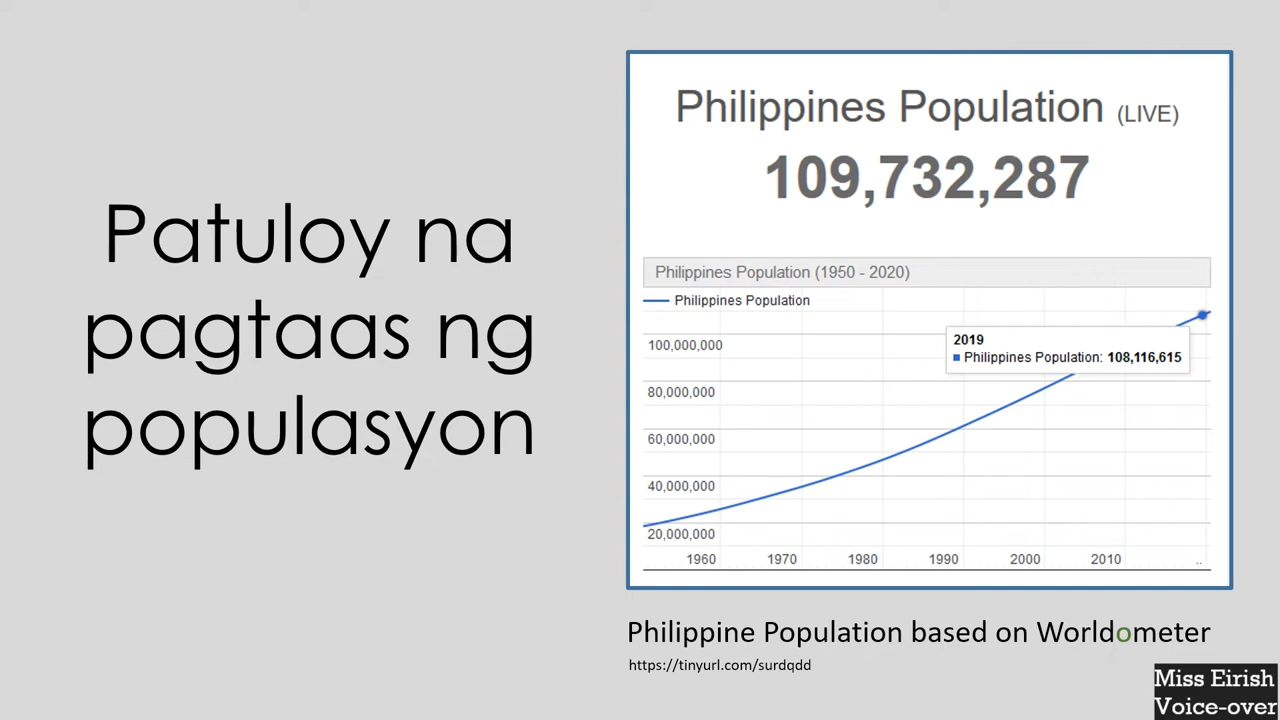 Patuloy na
pagtaas ng
populasyon
Philippines Population (LIVE)
109,732,287
Philippines Population (1950 - 2020)
Philippines Population
2019
Philippines Population: 108,116,615
100,000,000
80,000,000
60,000,000
40,000,000
20,000,000
1960 1970 1980 1990 2000 2010 ..
Philippine Population based on Worldometer
https://tinyurl.com/surdqdd
Miss Eirish
Voice-over